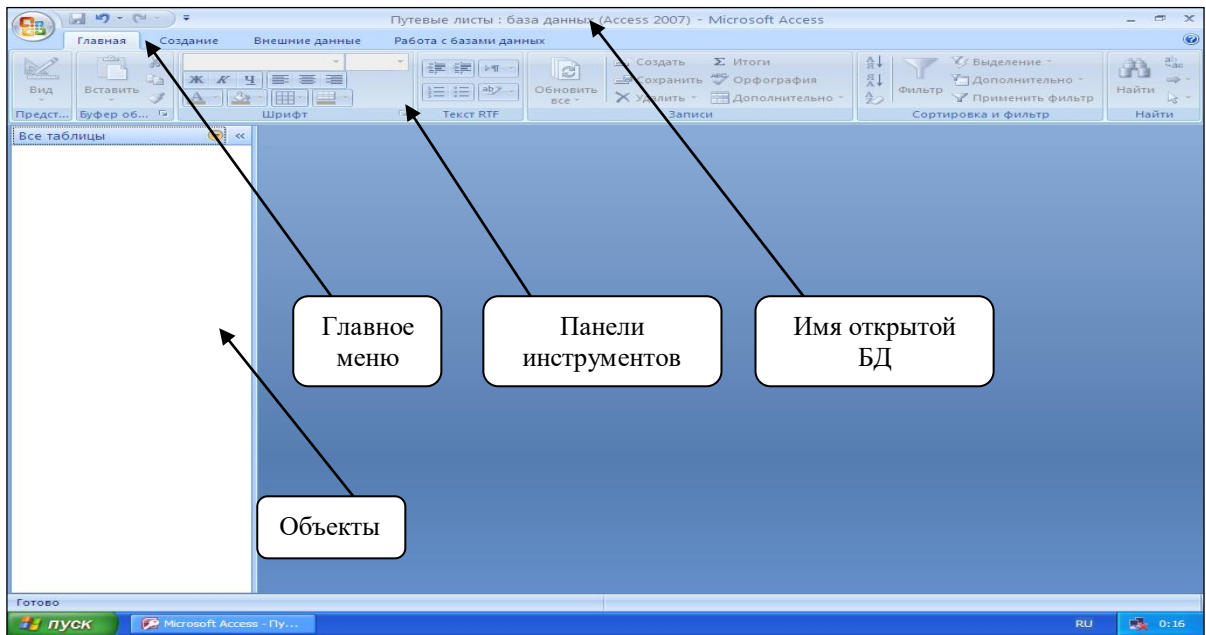 Путевые листы : база данных (Access 2007) - Microsoft Access
Главная Создание Внешние данные Работа с базами данных
Вид
Вставить
Ж К Ч
Обновить все
Создать
Сохранить
Удалить
Итоги
Орфография
Дополнительно
Фильтр
Выделение
Дополнительно
Применить фильтр
Найти
Предст... Буфер об... Шрифт Текст RTF Записи Сортировка и фильтр Найти
Все таблицы
Главное
меню
Панели
инструментов
Имя открытой
БД
Объекты
Готово
пуск Microsoft Access - Пу... RU 0:16